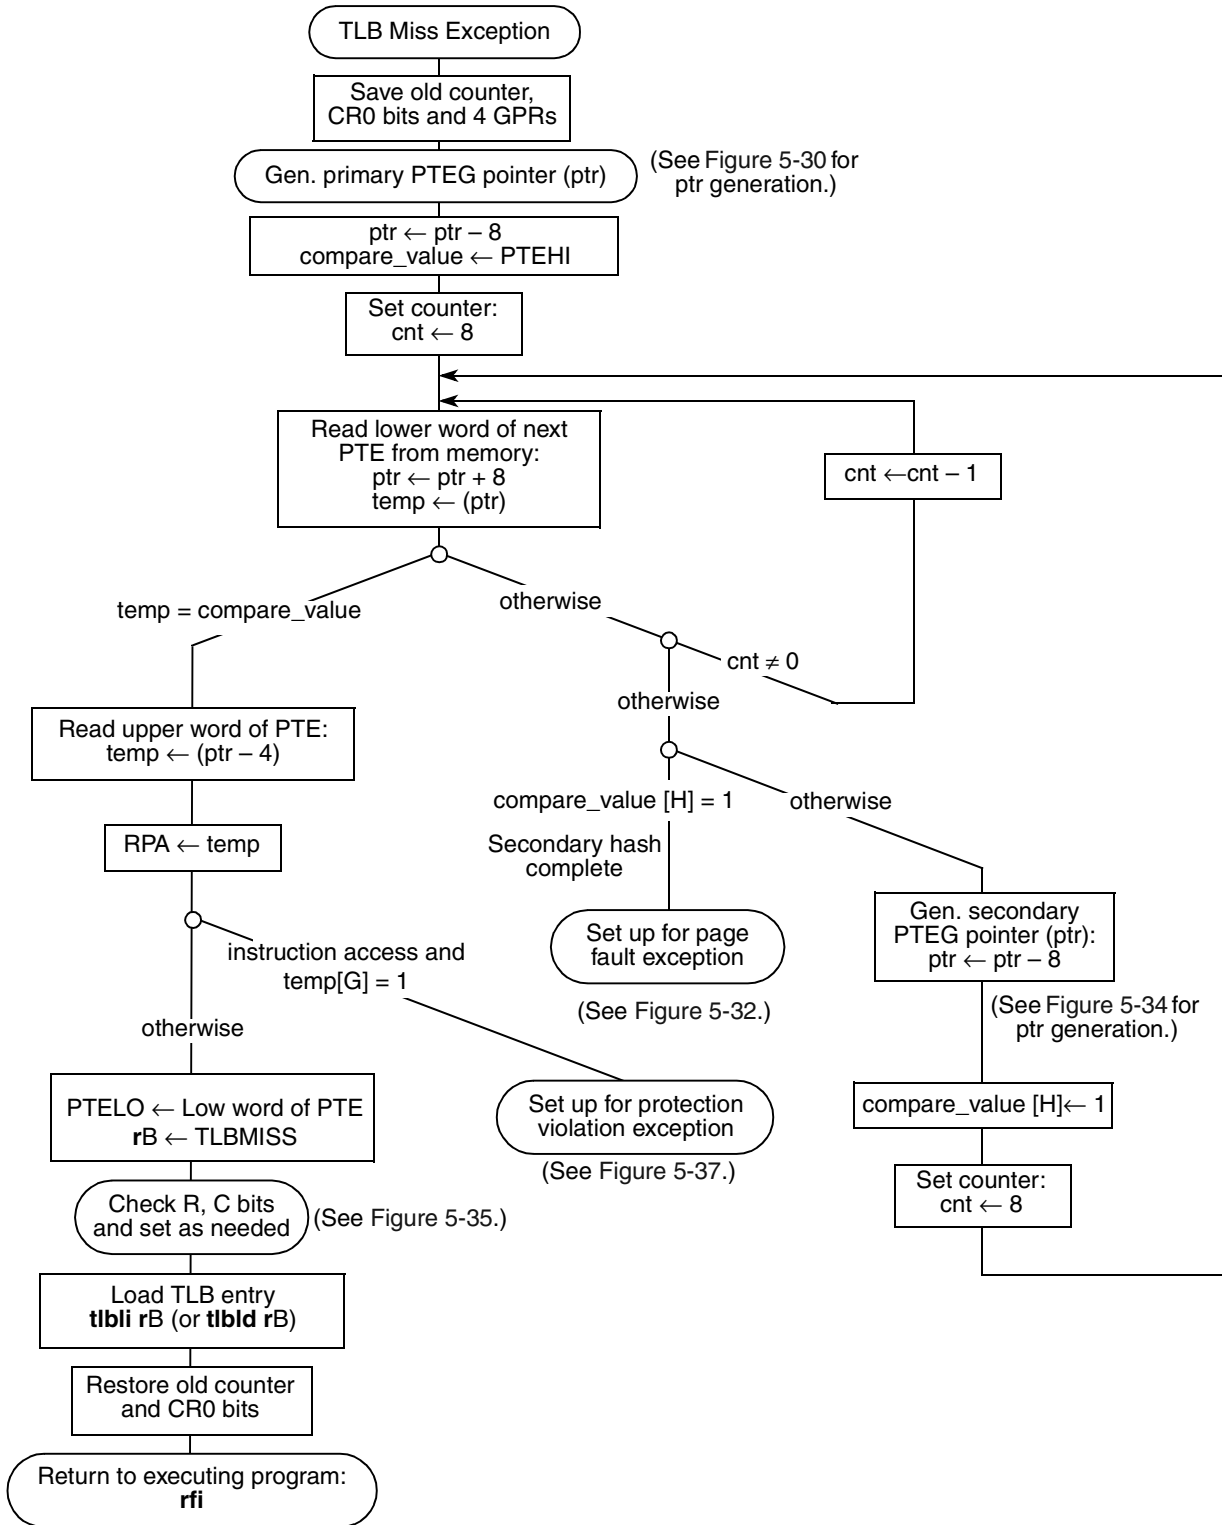 TLB Miss Exception
Save old counter,
CR0 bits and 4 GPRs
Gen. primary PTEG pointer (ptr)
(See Figure 5-30 for
ptr generation.)
ptr ← ptr – 8
compare_value ← PTEHI
Set counter:
cnt ← 8
Read lower word of next
PTE from memory:
ptr ← ptr + 8
temp ← (ptr)
cnt ←cnt – 1
temp = compare_value
otherwise
cnt ≠ 0
otherwise
Read upper word of PTE:
temp ← (ptr – 4)
compare_value [H] = 1
otherwise
Secondary hash
complete
RPA ← temp
Set up for page
fault exception
(See Figure 5-32.)
Gen. secondary
PTEG pointer (ptr):
ptr ← ptr – 8
(See Figure 5-34 for
ptr generation.)
instruction access and
temp[G] = 1
otherwise
PTELO ← Low word of PTE
rB ← TLBMISS
Set up for protection
violation exception
(See Figure 5-37.)
compare_value [H]← 1
Set counter:
cnt ← 8
Check R, C bits
and set as needed
(See Figure 5-35.)
Load TLB entry
tlbli rB (or tlbld rB)
Restore old counter
and CR0 bits
Return to executing program:
rfi